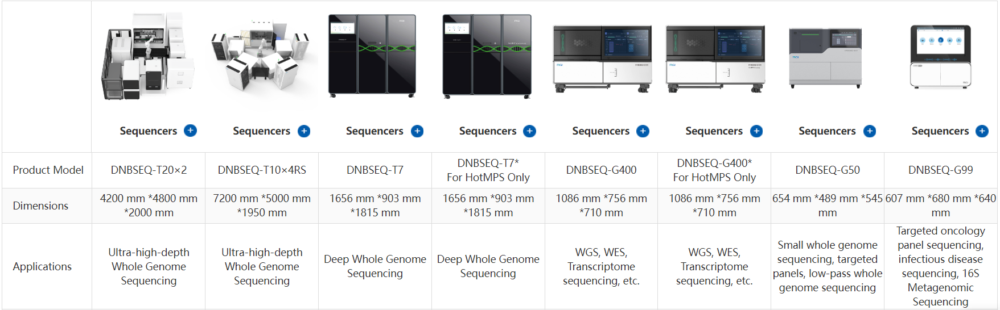 Sequencers +
Sequencers +
Sequencers +
Sequencers +
Sequencers +
Sequencers +
Sequencers +
Sequencers +
Product Model
DNBSEQ-T20×2
DNBSEQ-T10×4RS
DNBSEQ-T7
DNBSEQ-T7*
For HotMPS Only
DNBSEQ-G400
DNBSEQ-G400*
For HotMPS Only
DNBSEQ-G50
DNBSEQ-G99
Dimensions
4200 mm *4800 mm
*2000 mm
7200 mm *5000 mm
*1950 mm
1656 mm *903 mm
*1815 mm
1656 mm *903 mm
*1815 mm
1086 mm *756 mm
*710 mm
1086 mm *756 mm
*710 mm
654 mm *489 mm *545
mm
607 mm *680 mm *640
mm
Applications
Ultra-high-depth
Whole Genome
Sequencing
Ultra-high-depth
Whole Genome
Sequencing
Deep Whole Genome
Sequencing
Deep Whole Genome
Sequencing
WGS, WES,
Transcriptome
sequencing, etc.
WGS, WES,
Transcriptome
sequencing, etc.
Small whole genome
sequencing, targeted
panels, low-pass whole
genome sequencing
Targeted oncology
panel sequencing,
infectious disease
sequencing, 16S
Metagenomic
Sequencing